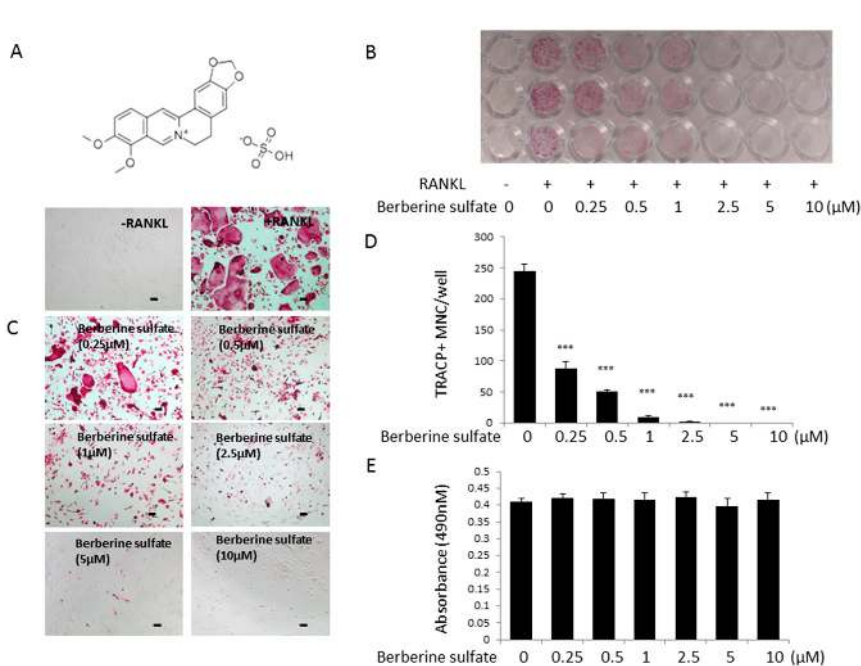 A
O
O
N+
O
O
-O
O
S
O
OH
B
RANKL - + + + + + + +
Berberine sulfate 0 0 0.25 0.5 1 2.5 5 10 (μM)
-RANKL
+RANKL
C
Berberine sulfate
(0.25μM)
Berberine sulfate
(0.5μM)
Berberine sulfate
(1μM)
Berberine sulfate
(2.5μM)
Berberine sulfate
(5μM)
Berberine sulfate
(10μM)
D
TRACP+ MNC/well
300
250
200
150
100
50
0
***
***
***
***
***
***
Berberine sulfate 0 0.25 0.5 1 2.5 5 10 (μM)
E
Absorbance (490nM)
0.5
0.45
0.4
0.35
0.3
0.25
0.2
0.15
0.1
0.05
0
Berberine sulfate 0 0.25 0.5 1 2.5 5 10 (μM)